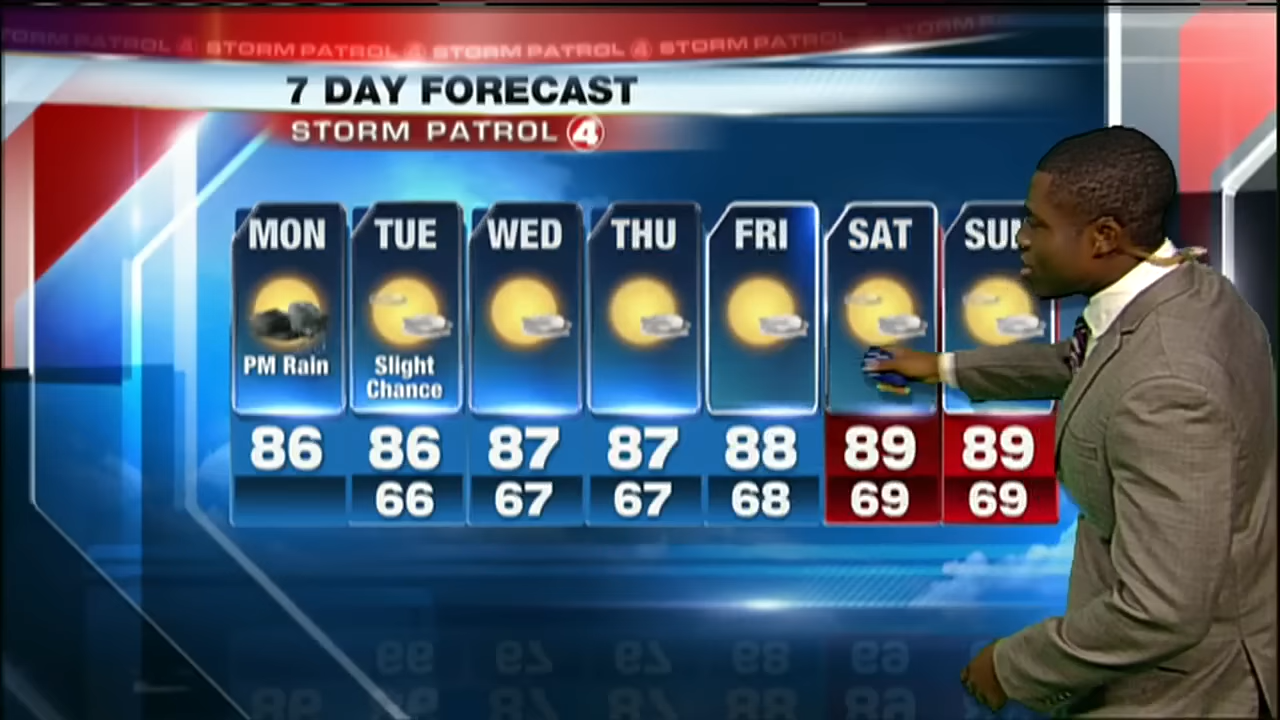 STORM PATROL 4 STORM PATROL 4 STORM PATROL 4 STORM PATROL
7 DAY FORECAST
STORM PATROL 4
MON TUE WED THU FRI SAT SUN
PM Rain Slight
Chance
86 86 87 87 88 89 89
66 67 67 68 69 69